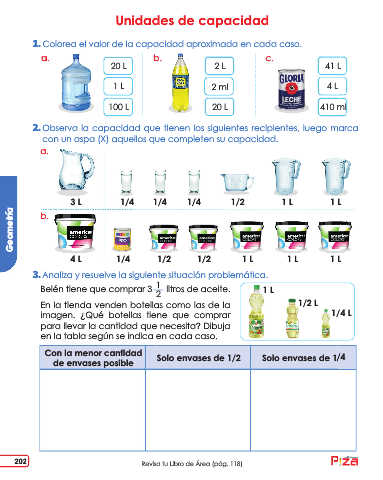 Unidades de capacidad
1. Colorea el valor de la capacidad aproximada en cada caso.
a.
20 L
1 L
100 L
b.
2 L
2 ml
20 L
c.
GLORIA
LECHE
41 L
4 L
410 ml
2. Observa la capacidad que tienen los siguientes recipientes, luego marca
con un aspa (X) aquellos que completen su capacidad.
a.
3 L 1/4 1/4 1/4 1/2 1 L 1 L
b.
american
4 L 1/4 1/2 1/2 1 L 1 L 1 L
3. Analiza y resuelve la siguiente situación problemática.
Belén tiene que comprar 3 1/2 litros de aceite.
En la tienda venden botellas como las de la
imagen. ¿Qué botellas tiene que comprar
para llevar la cantidad que necesita? Dibuja
en la tabla según se indica en cada caso.
1 L
1/2 L
1/4 L
Con la menor cantidad
de envases posible
Solo envases de 1/2
Solo envases de 1/4
Geometría
202
Revisa tu Libro de Área (pág. 118)
Pıza